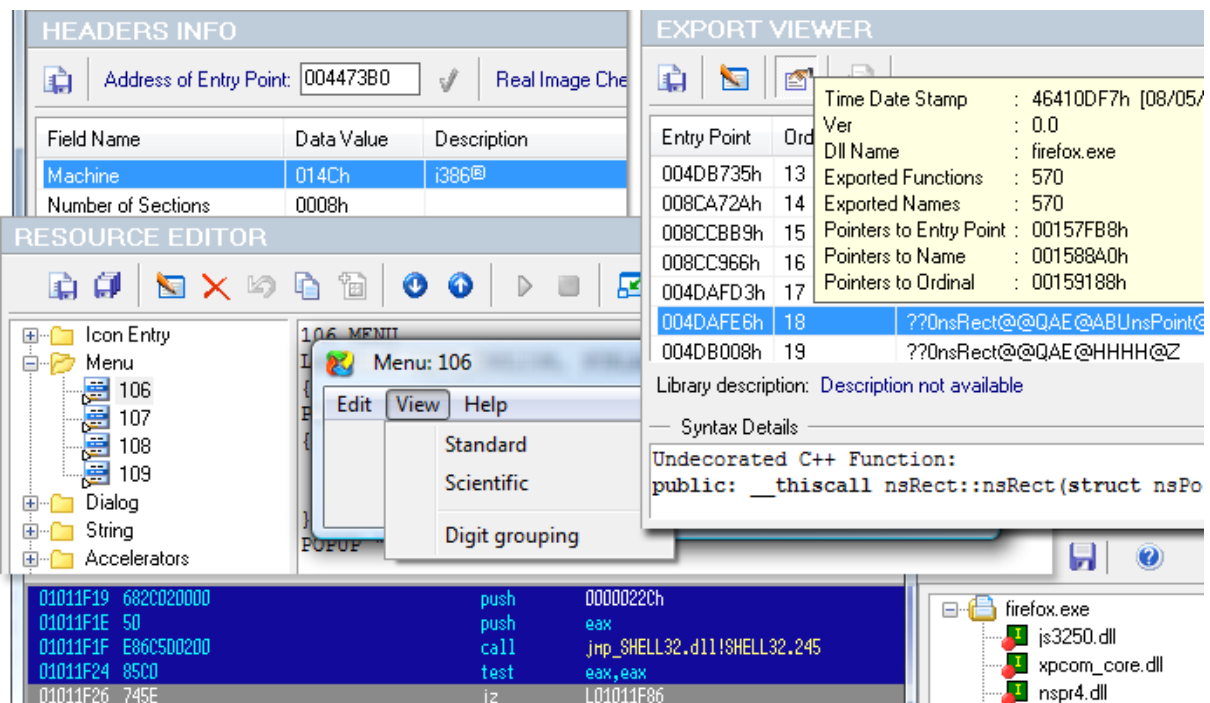 HEADERS INFO
Address of Entry Point: 004473B0 Real Image Che
Field Name Data Value Description
Machine 014Ch i386®
Number of Sections 0008h
EXPORT VIEWER
Entry Point Ord
004DB735h 13
008CA72Ah 14
008CCBB9h 15
008CC966h 16
004DAFD3h 17
004DAFE6h 18 ??0nsRect@@QAE@ABUnsPoint@
004DB008h 19 ??0nsRect@@QAE@HHHH@Z
Time Date Stamp : 46410DF7h [08/05/
Ver : 0.0
Dll Name : firefox.exe
Exported Functions : 570
Exported Names : 570
Pointers to Entry Point : 00157FB8h
Pointers to Name : 001588A0h
Pointers to Ordinal : 00159188h
Library description: Description not available
Syntax Details
Undecorated C++ Function:
public: __thiscall nsRect::nsRect(struct nsPo
RESOURCE EDITOR
Icon Entry
Menu
106
107
108
109
Dialog
String
Accelerators
106 MENU
L
{
P
{
}
POPUP "
Menu: 106
Edit View Help
Standard
Scientific
Digit grouping
01011F19 682C020000 push 0000022Ch
01011F1E 50 push eax
01011F1F E86C5D0200 call jmp_SHELL32.dll!SHELL32.245
01011F24 85C0 test eax,eax
01011F26 745E jz L01011F86
firefox.exe
js3250.dll
xpcom_core.dll
nspr4.dll